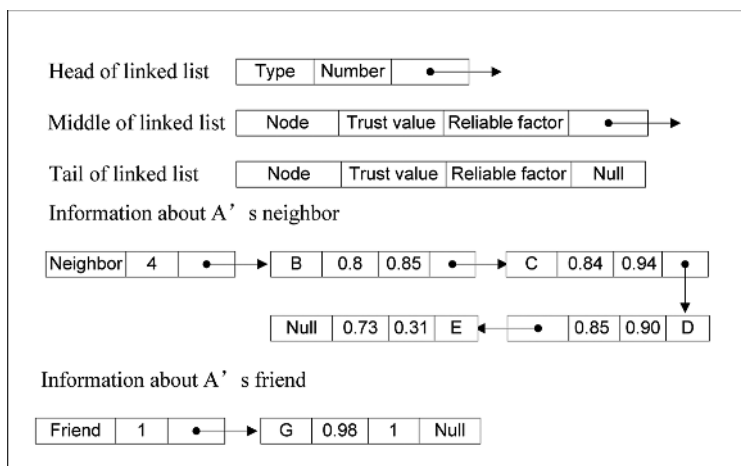 Head of linked list Type Number
Middle of linked list Node Trust value Reliable factor
Tail of linked list Node Trust value Reliable factor Null
Information about A’ s neighbor
Neighbor 4 B 0.8 0.85 C 0.84 0.94
Null 0.73 0.31 E 0.85 0.90 D
Information about A’ s friend
Friend 1 G 0.98 1 Null